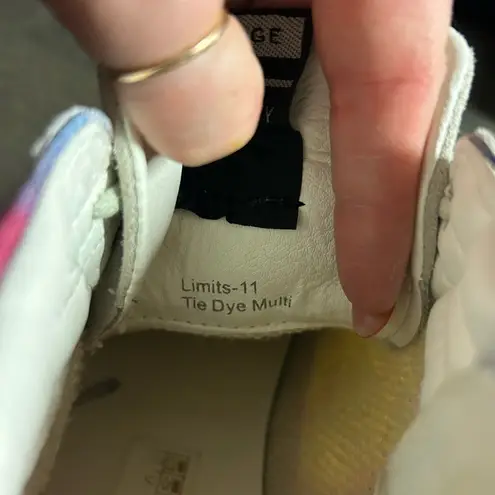 GE
Y
Limits-11
Tie Dye Multi